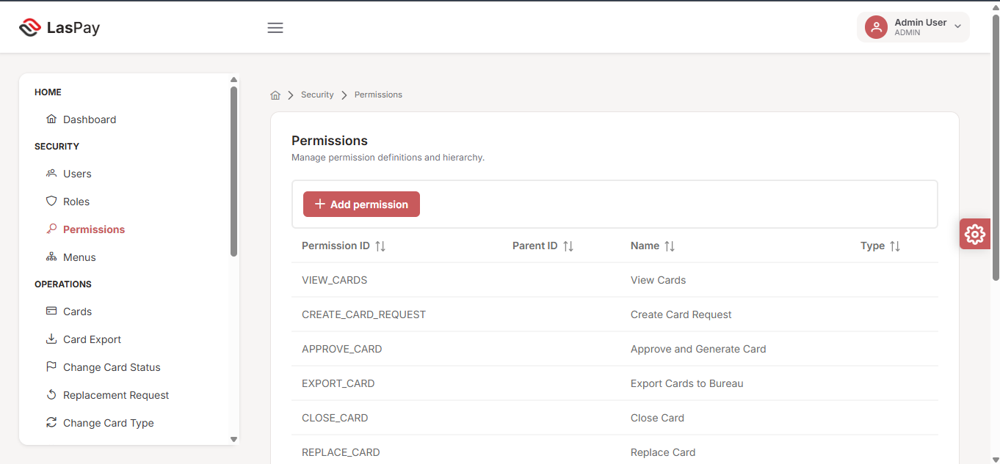 LasPay
Admin User
ADMIN
HOME
Dashboard
SECURITY
Users
Roles
Permissions
Menus
OPERATIONS
Cards
Card Export
Change Card Status
Replacement Request
Change Card Type
Security Permissions
Permissions
Manage permission definitions and hierarchy.
Add permission
Permission ID Parent ID Name Type
VIEW_CARDS View Cards
CREATE_CARD_REQUEST Create Card Request
APPROVE_CARD Approve and Generate Card
EXPORT_CARD Export Cards to Bureau
CLOSE_CARD Close Card
REPLACE_CARD Replace Card